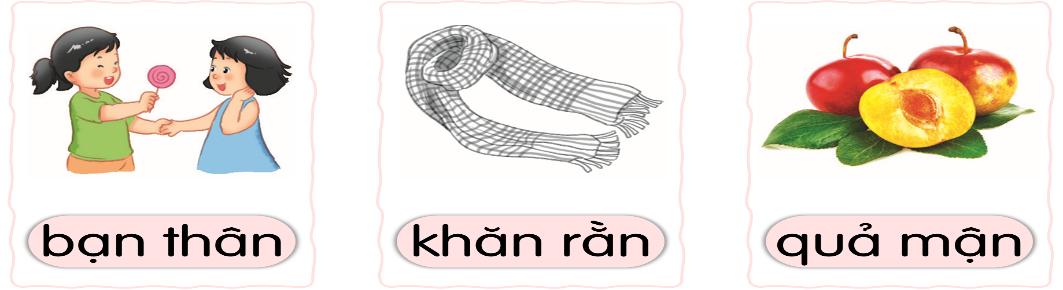 bạn thân
khăn rằn
quả mận